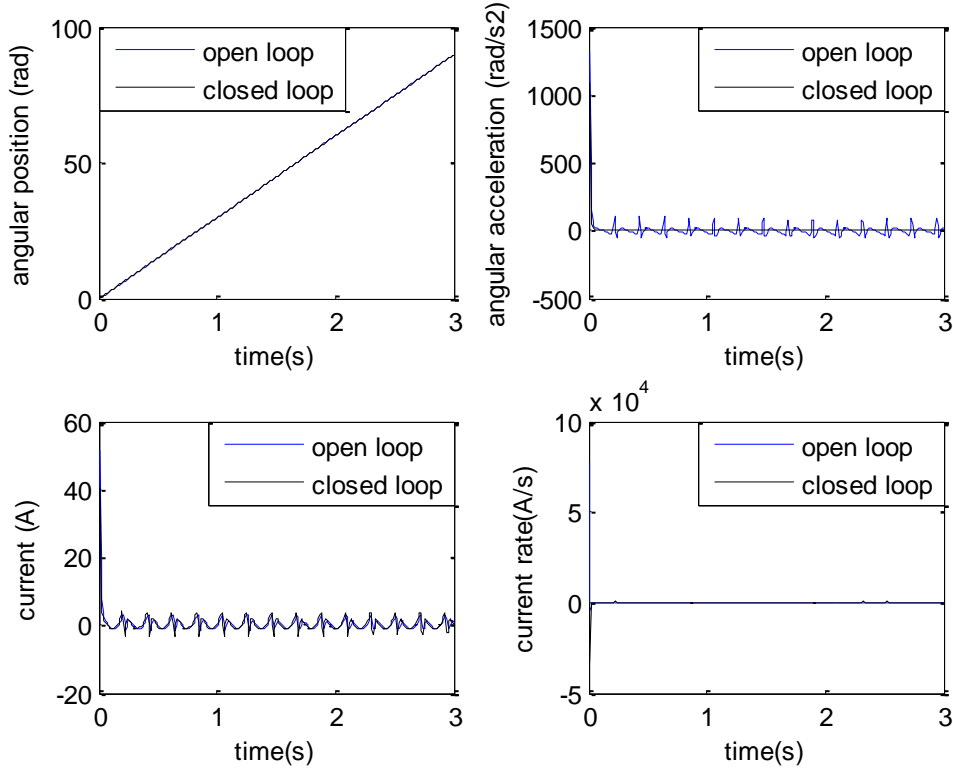 100
50
0
0 1 2 3
angular position (rad)
time(s)
open loop
closed loop
1500
1000
500
0
-500
0 1 2 3
angular acceleration (rad/s2)
time(s)
open loop
closed loop
60
40
20
0
-20
0 1 2 3
current (A)
time(s)
open loop
closed loop
x 10^4
10
5
0
-5
0 1 2 3
current rate(A/s)
time(s)
open loop
closed loop